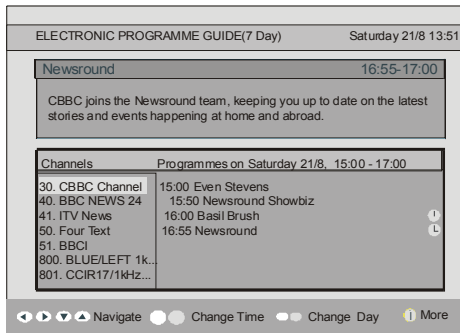 ELECTRONIC PROGRAMME GUIDE(7 Day) Saturday 21/8 13:51
Newsround 16:55-17:00
CBBC joins the Newsround team, keeping you up to date on the latest
stories and events happening at home and abroad.
Channels Programmes on Saturday 21/8, 15:00 - 17:00
30. CBBC Channel 15:00 Even Stevens
40. BBC NEWS 24 15:50 Newsround Showbiz
41. ITV News 16:00 Basil Brush
50. Four Text 16:55 Newsround
51. BBCI
800. BLUE/LEFT 1k...
801. CCIR17/1kHz...
Navigate Change Time Change Day i More